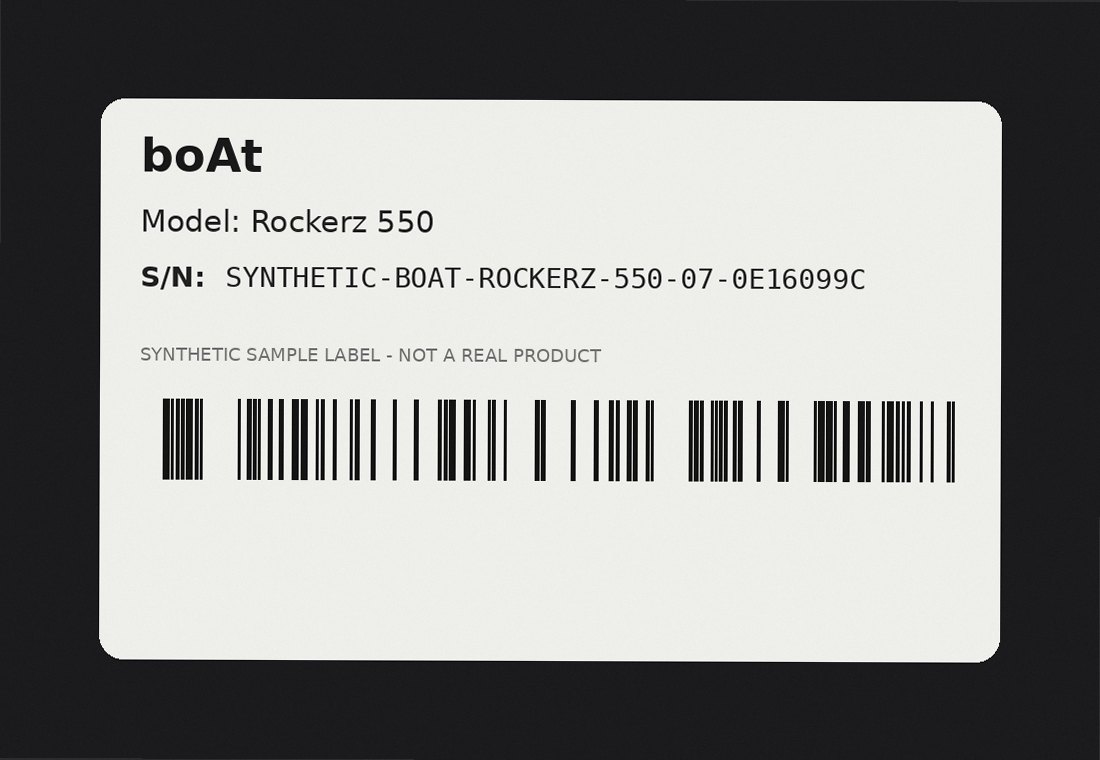 boAt
Model: Rockerz 550
S/N: SYNTHETIC-BOAT-ROCKERZ-550-07-0E16099C
SYNTHETIC SAMPLE LABEL - NOT A REAL PRODUCT